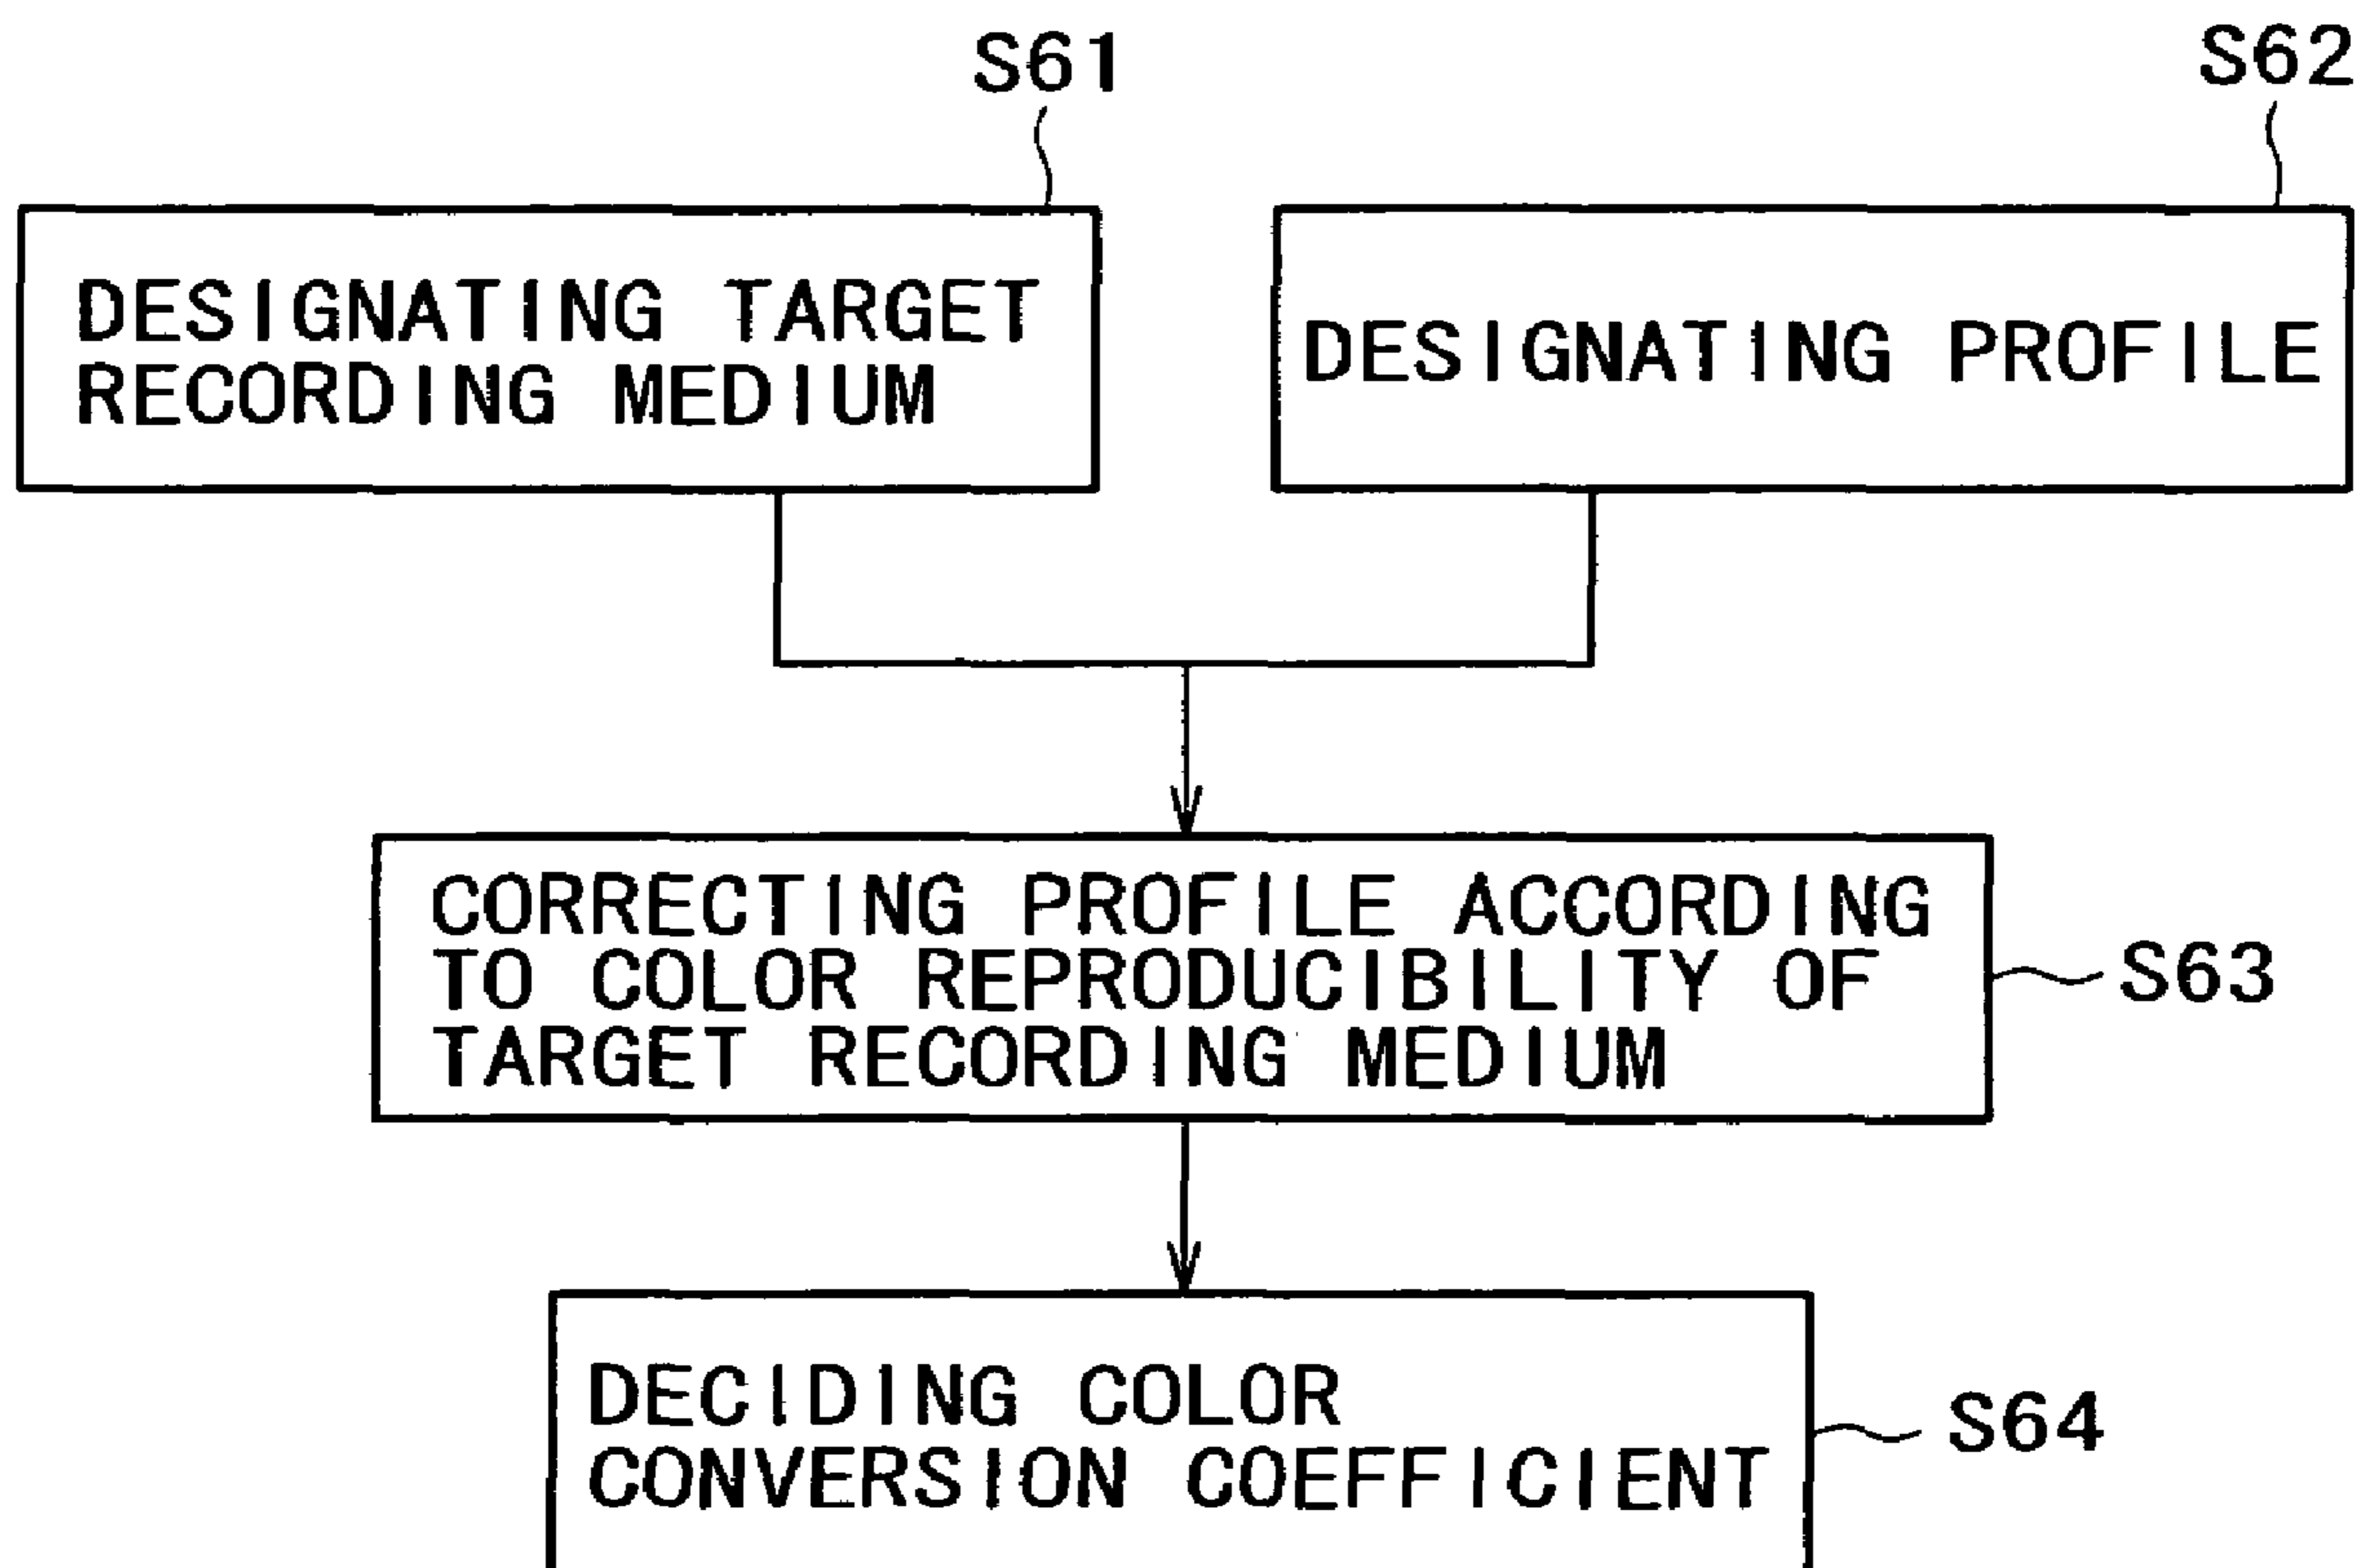 S61
S62
DESIGNATING TARGET
RECORDING MEDIUM
DESIGNATING PROFILE
CORRECTING PROFILE ACCORDING
TO COLOR REPRODUCIBILITY OF
TARGET RECORDING MEDIUM
S63
DECIDING COLOR
CONVERSION COEFFICIENT
S64